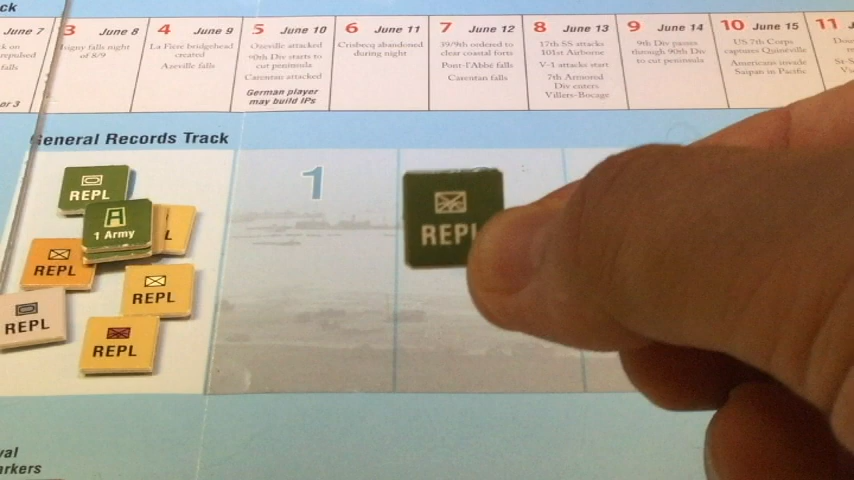 ck
June 7
3 June 8
4 June 9
5 June 10
6 June 11
7 June 12
8 June 13
9 June 14
10 June 15
11
k on
repulsed
falls
or 3
night
of 8/9
La Fière bridgehead
created
Azeville falls
Ozeville attacked
90th Div starts to
cut peninsula
Carentan attacked
German player
may build IPs
Crisbecq abandoned
during night
39/9th ordered to
clear coastal forts
Pont-l'Abbé falls
Carentan falls
17th SS attacks
101st Airborne
V-1 attacks start
7th Armored
Div enters
Villers-Bocage
9th Div passes
through 90th Div
to cut peninsula
US 7th Corps
captures Quinéville
Americans invade
Saipan in Pacific
General Records Track
1
REPL
A
1 Army
L
REPL
REPL
REPL
REPL
REPL
val
arkers